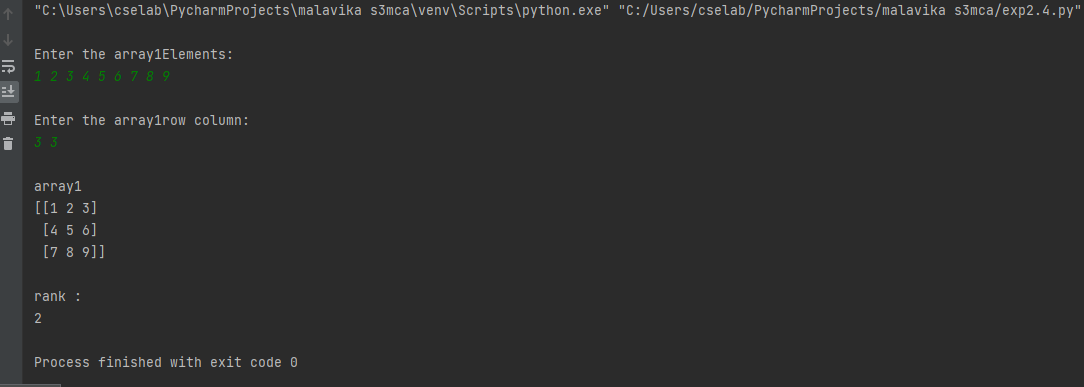 "C:\Users\cselab\PycharmProjects\malavika s3mca\venv\Scripts\python.exe" "C:/Users/cselab/PycharmProjects/malavika s3mca/exp2.4.py"
Enter the array1Elements:
1 2 3 4 5 6 7 8 9
Enter the array1row column:
3 3
array1
[[1 2 3]
 [4 5 6]
 [7 8 9]]
rank :
2
Process finished with exit code 0